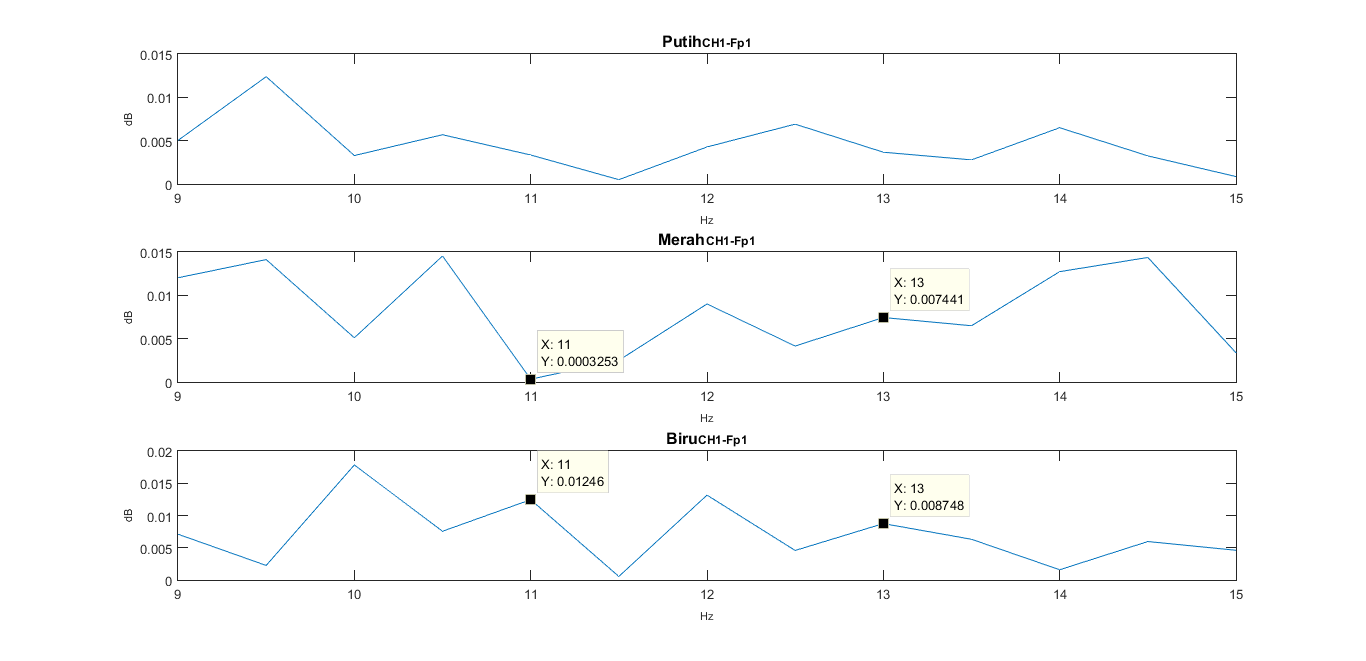 PutihCH1-Fp1
0.015
0.01
0.005
0
dB
9 10 11 12 13 14 15
Hz
MerahCH1-Fp1
0.015
0.01
0.005
0
dB
X: 13
Y: 0.007441
X: 11
Y: 0.0003253
9 10 11 12 13 14 15
Hz
BiruCH1-Fp1
0.02
0.015
0.01
0.005
0
dB
X: 11
Y: 0.01246
X: 13
Y: 0.008748
9 10 11 12 13 14 15
Hz